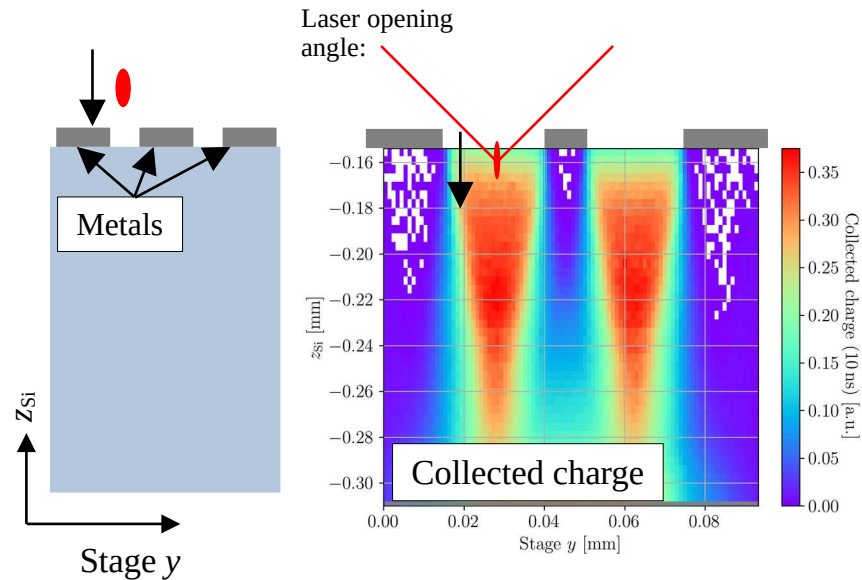 Laser opening
angle:
Metals
z_Si
Stage y
−0.16
−0.18
−0.20
−0.22
−0.24
−0.26
−0.28
−0.30
z_Si [mm]
Collected charge
0.00
0.02
0.04
0.06
0.08
Stage y [mm]
0.35
0.30
0.25
0.20
0.15
0.10
0.05
0.00
Collected charge (10 ns) [a.u.]